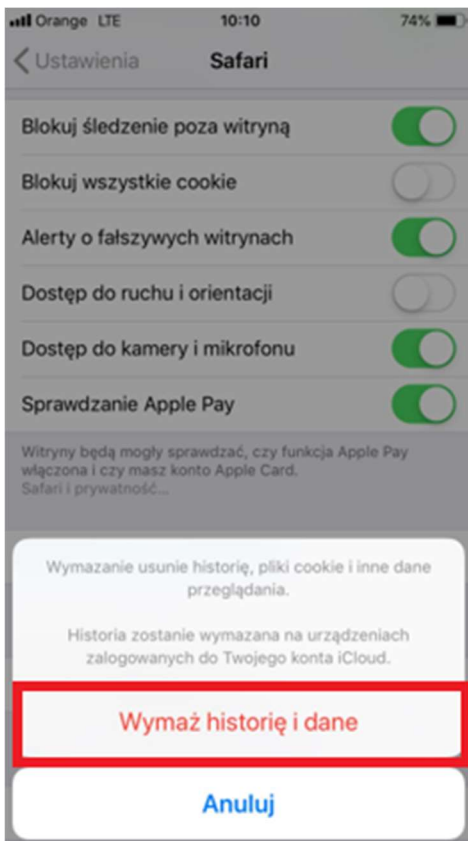 Orange LTE 10:10 74%
Ustawienia Safari
Blokuj śledzenie poza witryną
Blokuj wszystkie cookie
Alerty o fałszywych witrynach
Dostęp do ruchu i orientacji
Dostęp do kamery i mikrofonu
Sprawdzanie Apple Pay
Witryny będą mogły sprawdzać, czy funkcja Apple Pay
włączona i czy masz konto Apple Card.
Safari i prywatność...
Wymazanie usunie historię, pliki cookie i inne dane
przeglądania.
Historia zostanie wymazana na urządzeniach
zalogowanych do Twojego konta iCloud.
Wymaż historię i dane
Anuluj